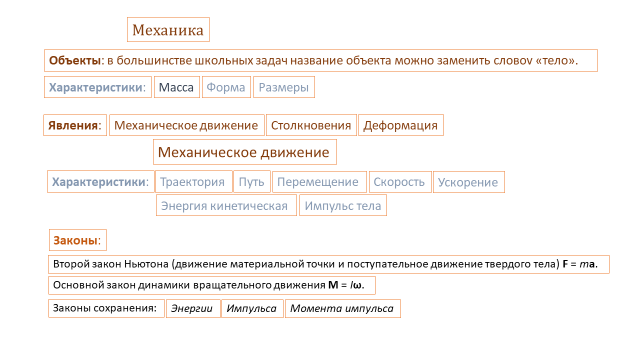 Механика
Объекты: в большинстве школьных задач название объекта можно заменить словоv «тело».
Характеристики: Масса Форма Размеры
Явления: Механическое движение Столкновения Деформация
Механическое движение
Характеристики: Траектория Путь Перемещение Скорость Ускорение
Энергия кинетическая Импульс тела
Законы:
Второй закон Ньютона (движение материальной точки и поступательное движение твердого тела) F = ma.
Основной закон динамики вращательного движения M = Iω.
Законы сохранения: Энергии Импульса Момента импульса